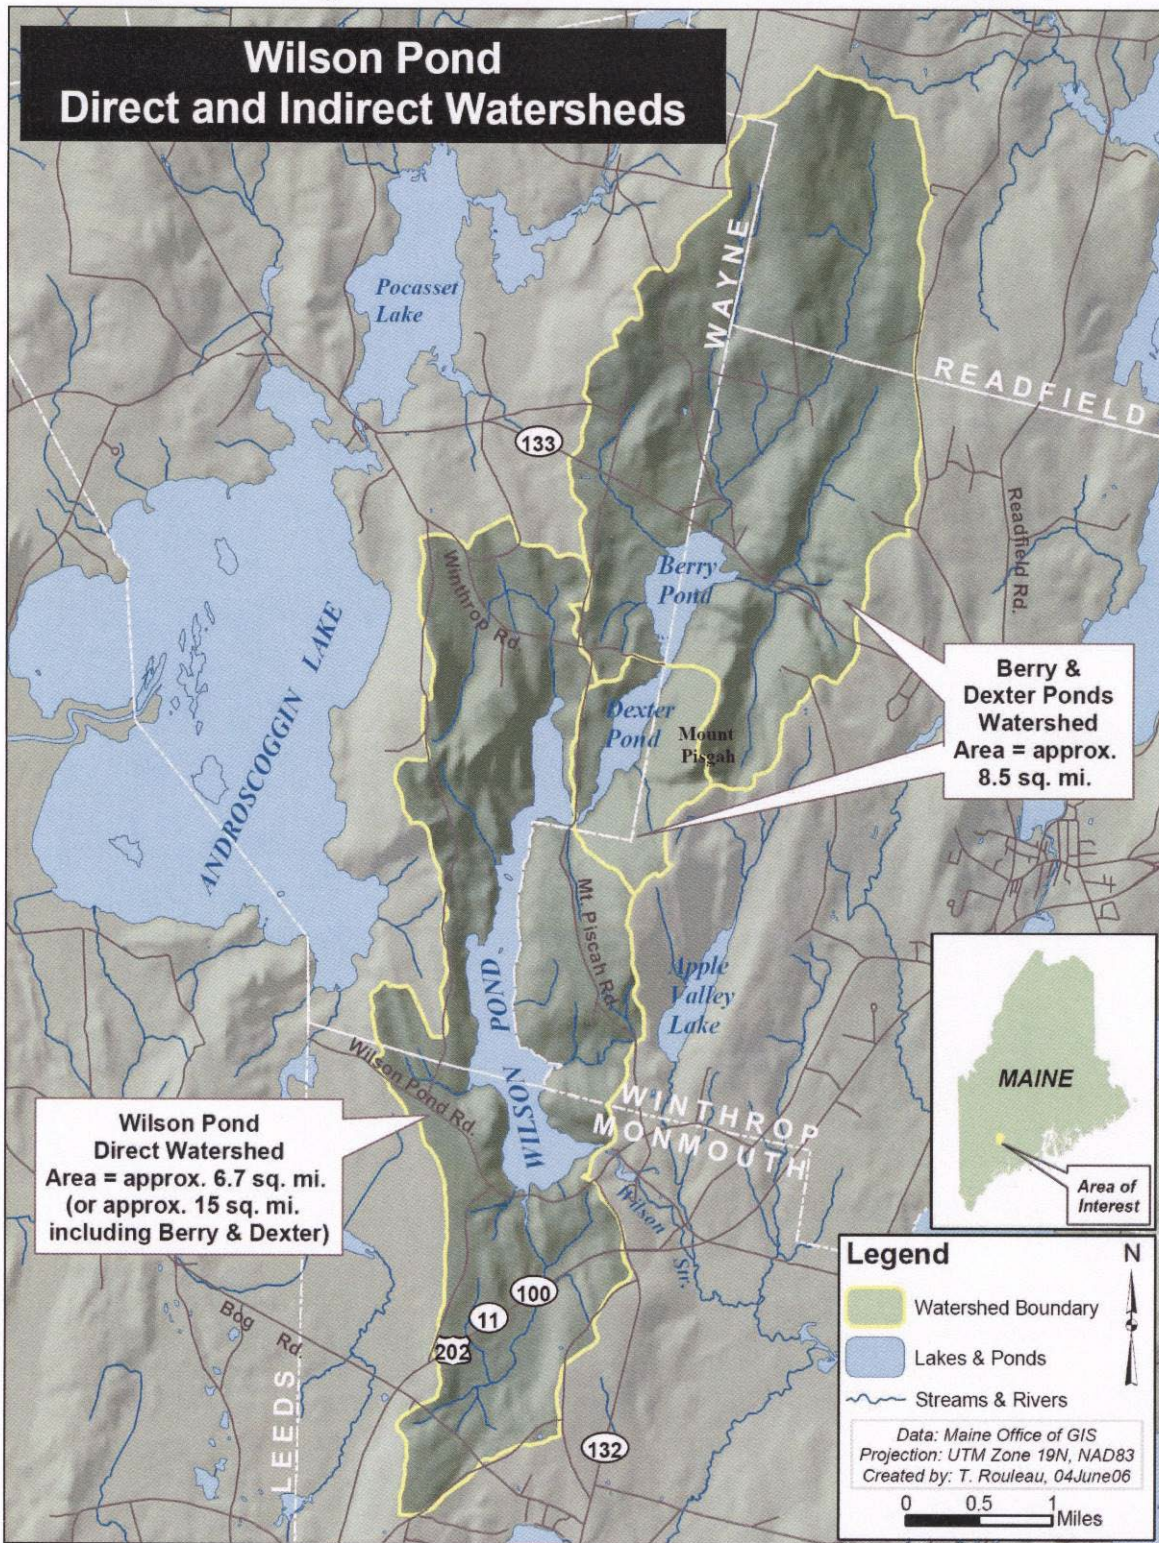 Wilson Pond
Direct and Indirect Watersheds
Pocasset
Lake
WAYNE
READFIELD
133
Readfield Rd.
Berry
Pond
Winthrop Rd.
ANDROSCOGGIN LAKE
Dexter
Pond
Mount
Pisgah
Berry &
Dexter Ponds
Watershed
Area = approx.
8.5 sq. mi.
Mt. Piscah Rd.
Apple
Valley
Lake
WILSON POND
Wilson Pond Rd.
WINTHROP
MONMOUTH
Wilson Str.
Wilson Pond
Direct Watershed
Area = approx. 6.7 sq. mi.
(or approx. 15 sq. mi.
including Berry & Dexter)
MAINE
Area of
Interest
100
11
202
Bog Rd.
LEEDS
132
Legend
N
Watershed Boundary
Lakes & Ponds
Streams & Rivers
Data: Maine Office of GIS
Projection: UTM Zone 19N, NAD83
Created by: T. Rouleau, 04June06
0 0.5 1
Miles